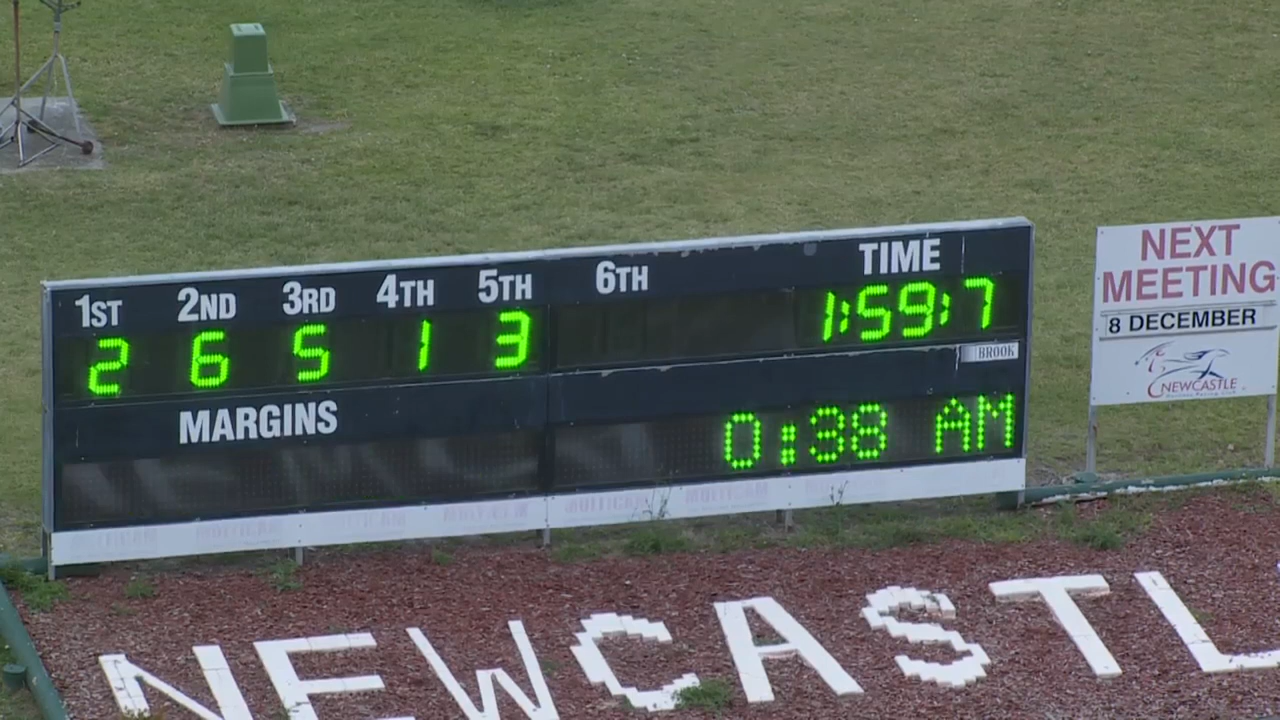 1ST 2ND 3RD 4TH 5TH 6TH TIME
2 6 5 1 3 1:59:7
BROOK
MARGINS
0:38 AM
NEXT
MEETING
8 DECEMBER
NEWCASTLE
NEWCASTL